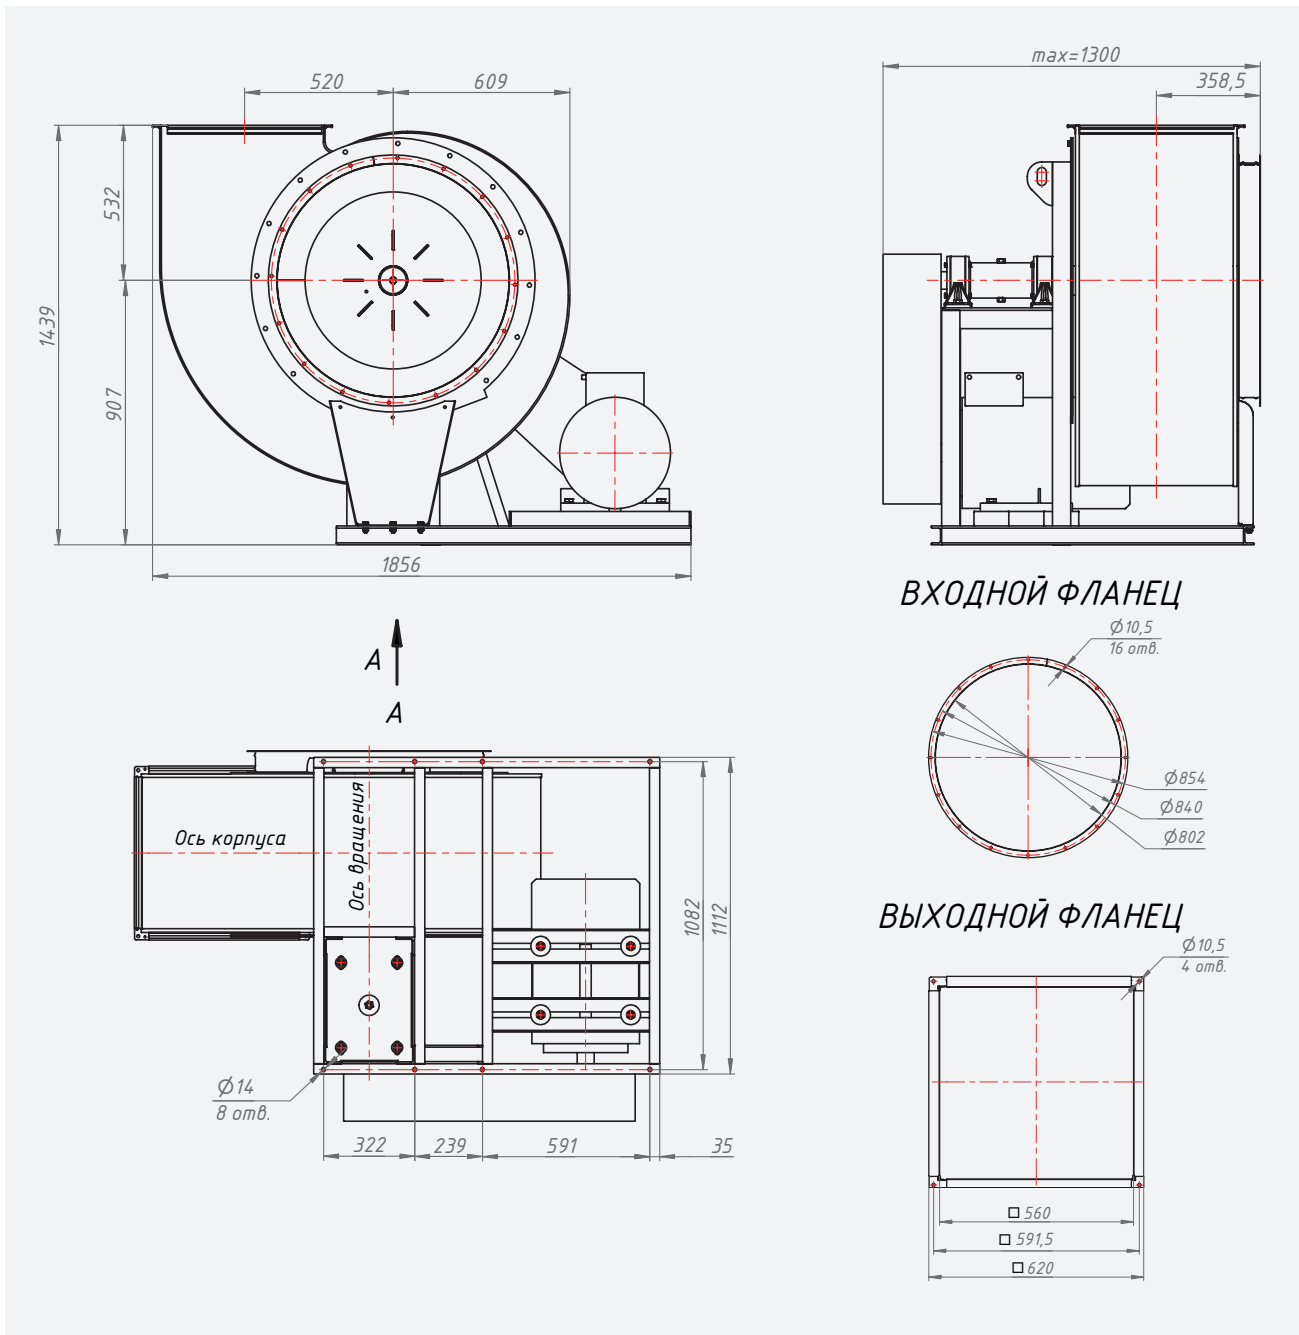 max=1300
520
609
358,5
532
1439
907
1856
ВХОДНОЙ ФЛАНЕЦ
Ø10,5
16 отв.
А
А
Ø854
Ø840
Ø802
Ось корпуса
Ось вращения
1082
1112
ВЫХОДНОЙ ФЛАНЕЦ
Ø10,5
4 отв.
Ø14
8 отв.
322
239
591
35
□ 560
□ 591,5
□ 620